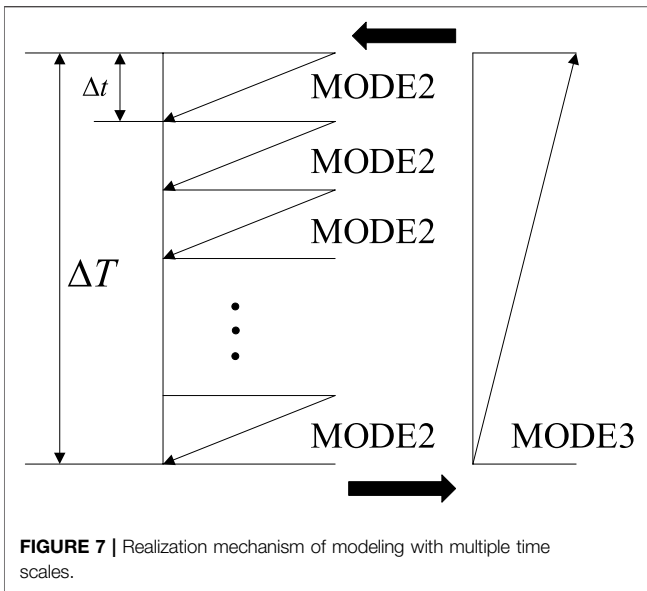 Δt
MODE2
MODE2
MODE2
ΔT
MODE2
MODE3
FIGURE 7 | Realization mechanism of modeling with multiple time
scales.